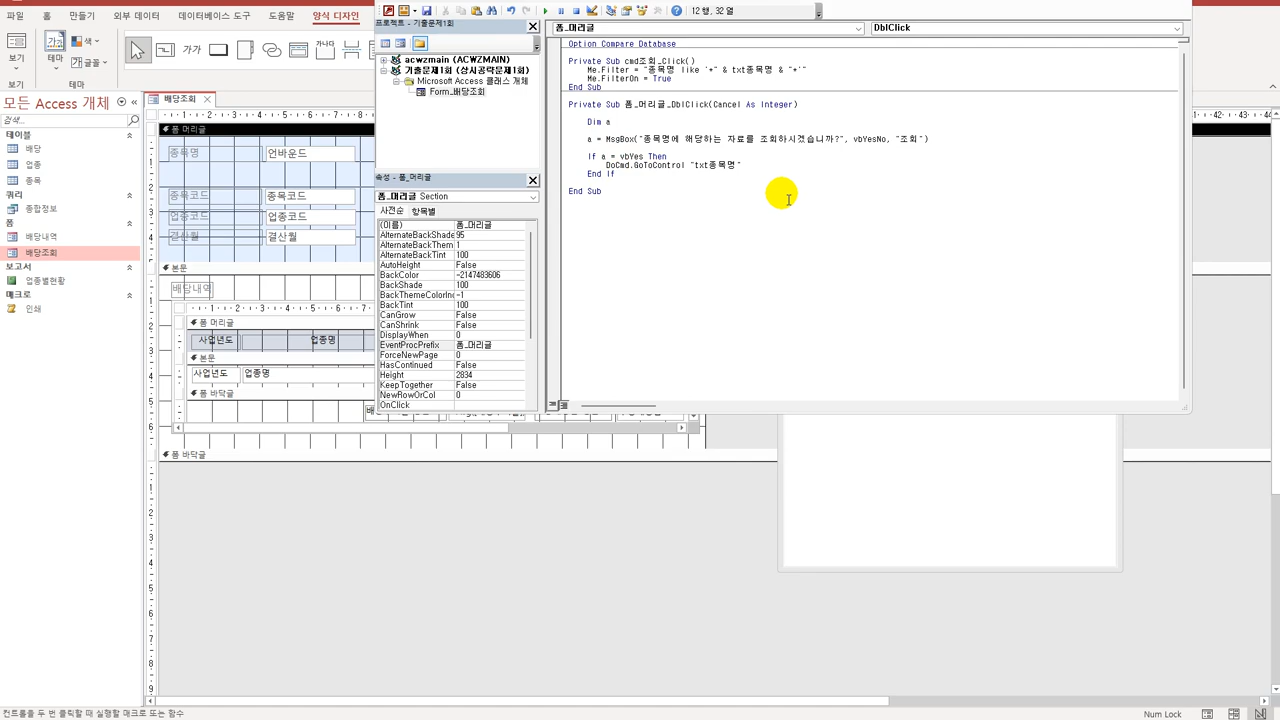 파일
홈
만들기
외부 데이터
데이터베이스 도구
도움말
양식 디자인
보기
보기
테마
색
글꼴
테마
가가
가나다
모든 Access 개체
검색...
테이블
배당
업종
종목
쿼리
종합정보
폼
배당내역
배당조회
보고서
업종별현황
매크로
인쇄
배당조회
폼 머리글
종목명
언바운드
종목코드
종목코드
업종코드
업종코드
결산월
결산월
본문
배당내역
폼 머리글
사업년도
업종명
본문
사업년도
업종명
폼 바닥글
폼 바닥글
12 행, 32 열
프로젝트 - 기출문제1회
acwzmain (ACWZMAIN)
기출문제1회 (상시공략문제1회)
Microsoft Access 클래스 개체
Form_배당조회
속성 - 폼_머리글
폼_머리글 Section
사전순
항목별
(이름) 폼_머리글
AlternateBackShade 95
AlternateBackThem 1
AlternateBackTint 100
AutoHeight False
BackColor -2147483606
BackShade 100
BackThemeColorInd -1
BackTint 100
CanGrow False
CanShrink False
DisplayWhen 0
EventProcPrefix 폼_머리글
ForceNewPage 0
HasContinued False
Height 2834
KeepTogether False
NewRowOrCol 0
OnClick
폼_머리글
DblClick
Option Compare Database
Private Sub cmd조회_Click()
Me.Filter = "종목명 like '*" & txt종목명 & "*'"
Me.FilterOn = True
End Sub
Private Sub 폼_머리글_DblClick(Cancel As Integer)
Dim a
a = MsgBox("종목명에 해당하는 자료를 조회하시겠습니까?", vbYesNo, "조회")
If a = vbYes Then
DoCmd.GoToControl "txt종목명"
End If
End Sub
컨트롤을 두 번 클릭할 때 실행할 매크로 또는 함수
Num Lock